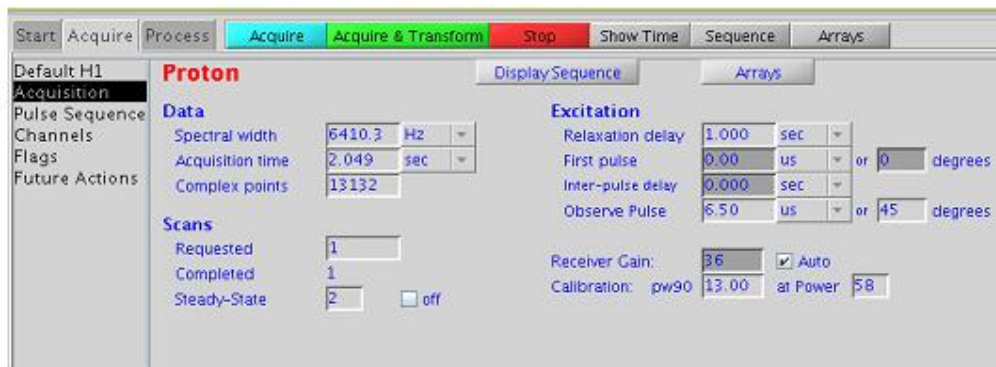 Start Acquire Process Acquire Acquire & Transform Stop Show Time Sequence Arrays
Default H1
Acquisition
Pulse Sequence
Channels
Flags
Future Actions
Proton Display Sequence Arrays
Data
Spectral width 6410.3 Hz
Acquisition time 2.049 sec
Complex points 13132
Scans
Requested 1
Completed 1
Steady-State 2 off
Excitation
Relaxation delay 1.000 sec
First pulse 0.00 us or 0 degrees
Inter-pulse delay 0.000 sec
Observe Pulse 6.50 us or 45 degrees
Receiver Gain: 36 Auto
Calibration: pw90 13.00 at Power 58